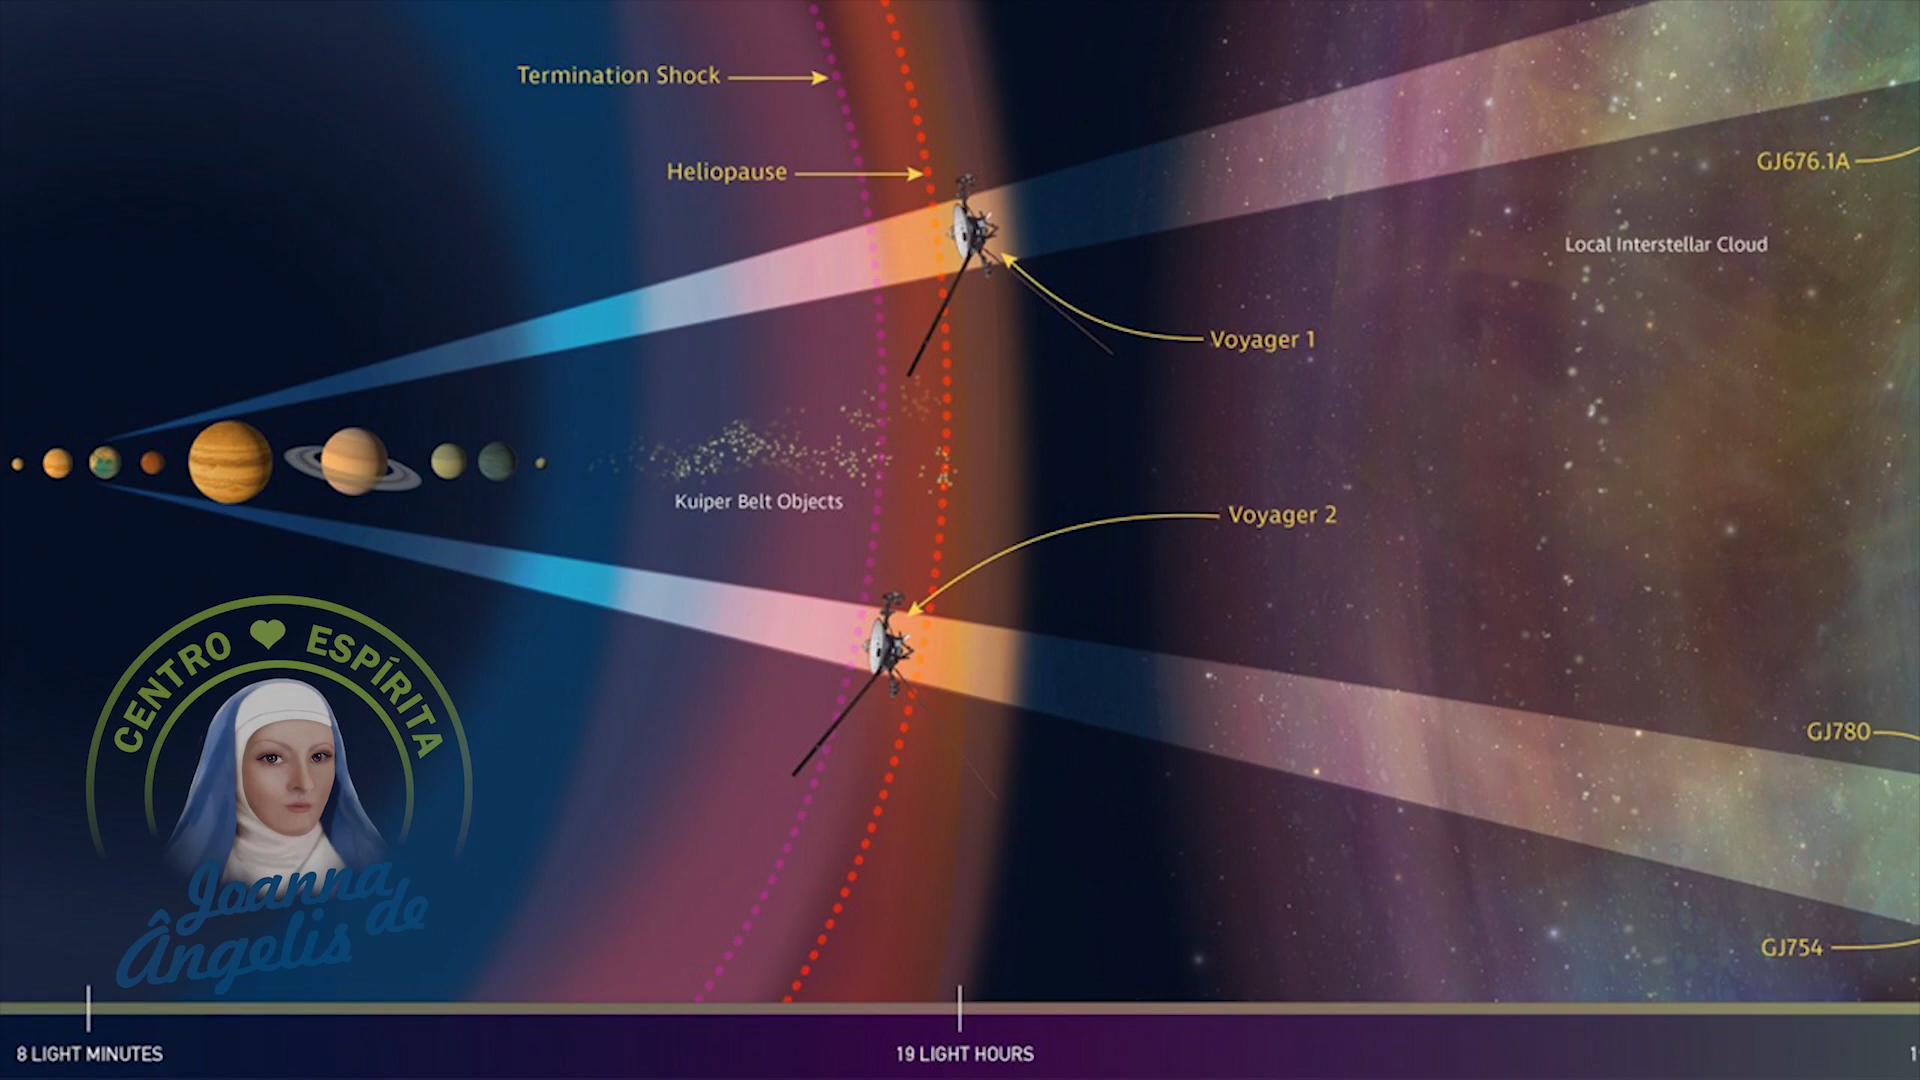 Termination Shock
Heliopause
GJ676.1A
Local Interstellar Cloud
Voyager 1
Kuiper Belt Objects
Voyager 2
CENTRO ESPÍRITA
Joanna de
Ângelis
GJ780
GJ754
8 LIGHT MINUTES
19 LIGHT HOURS